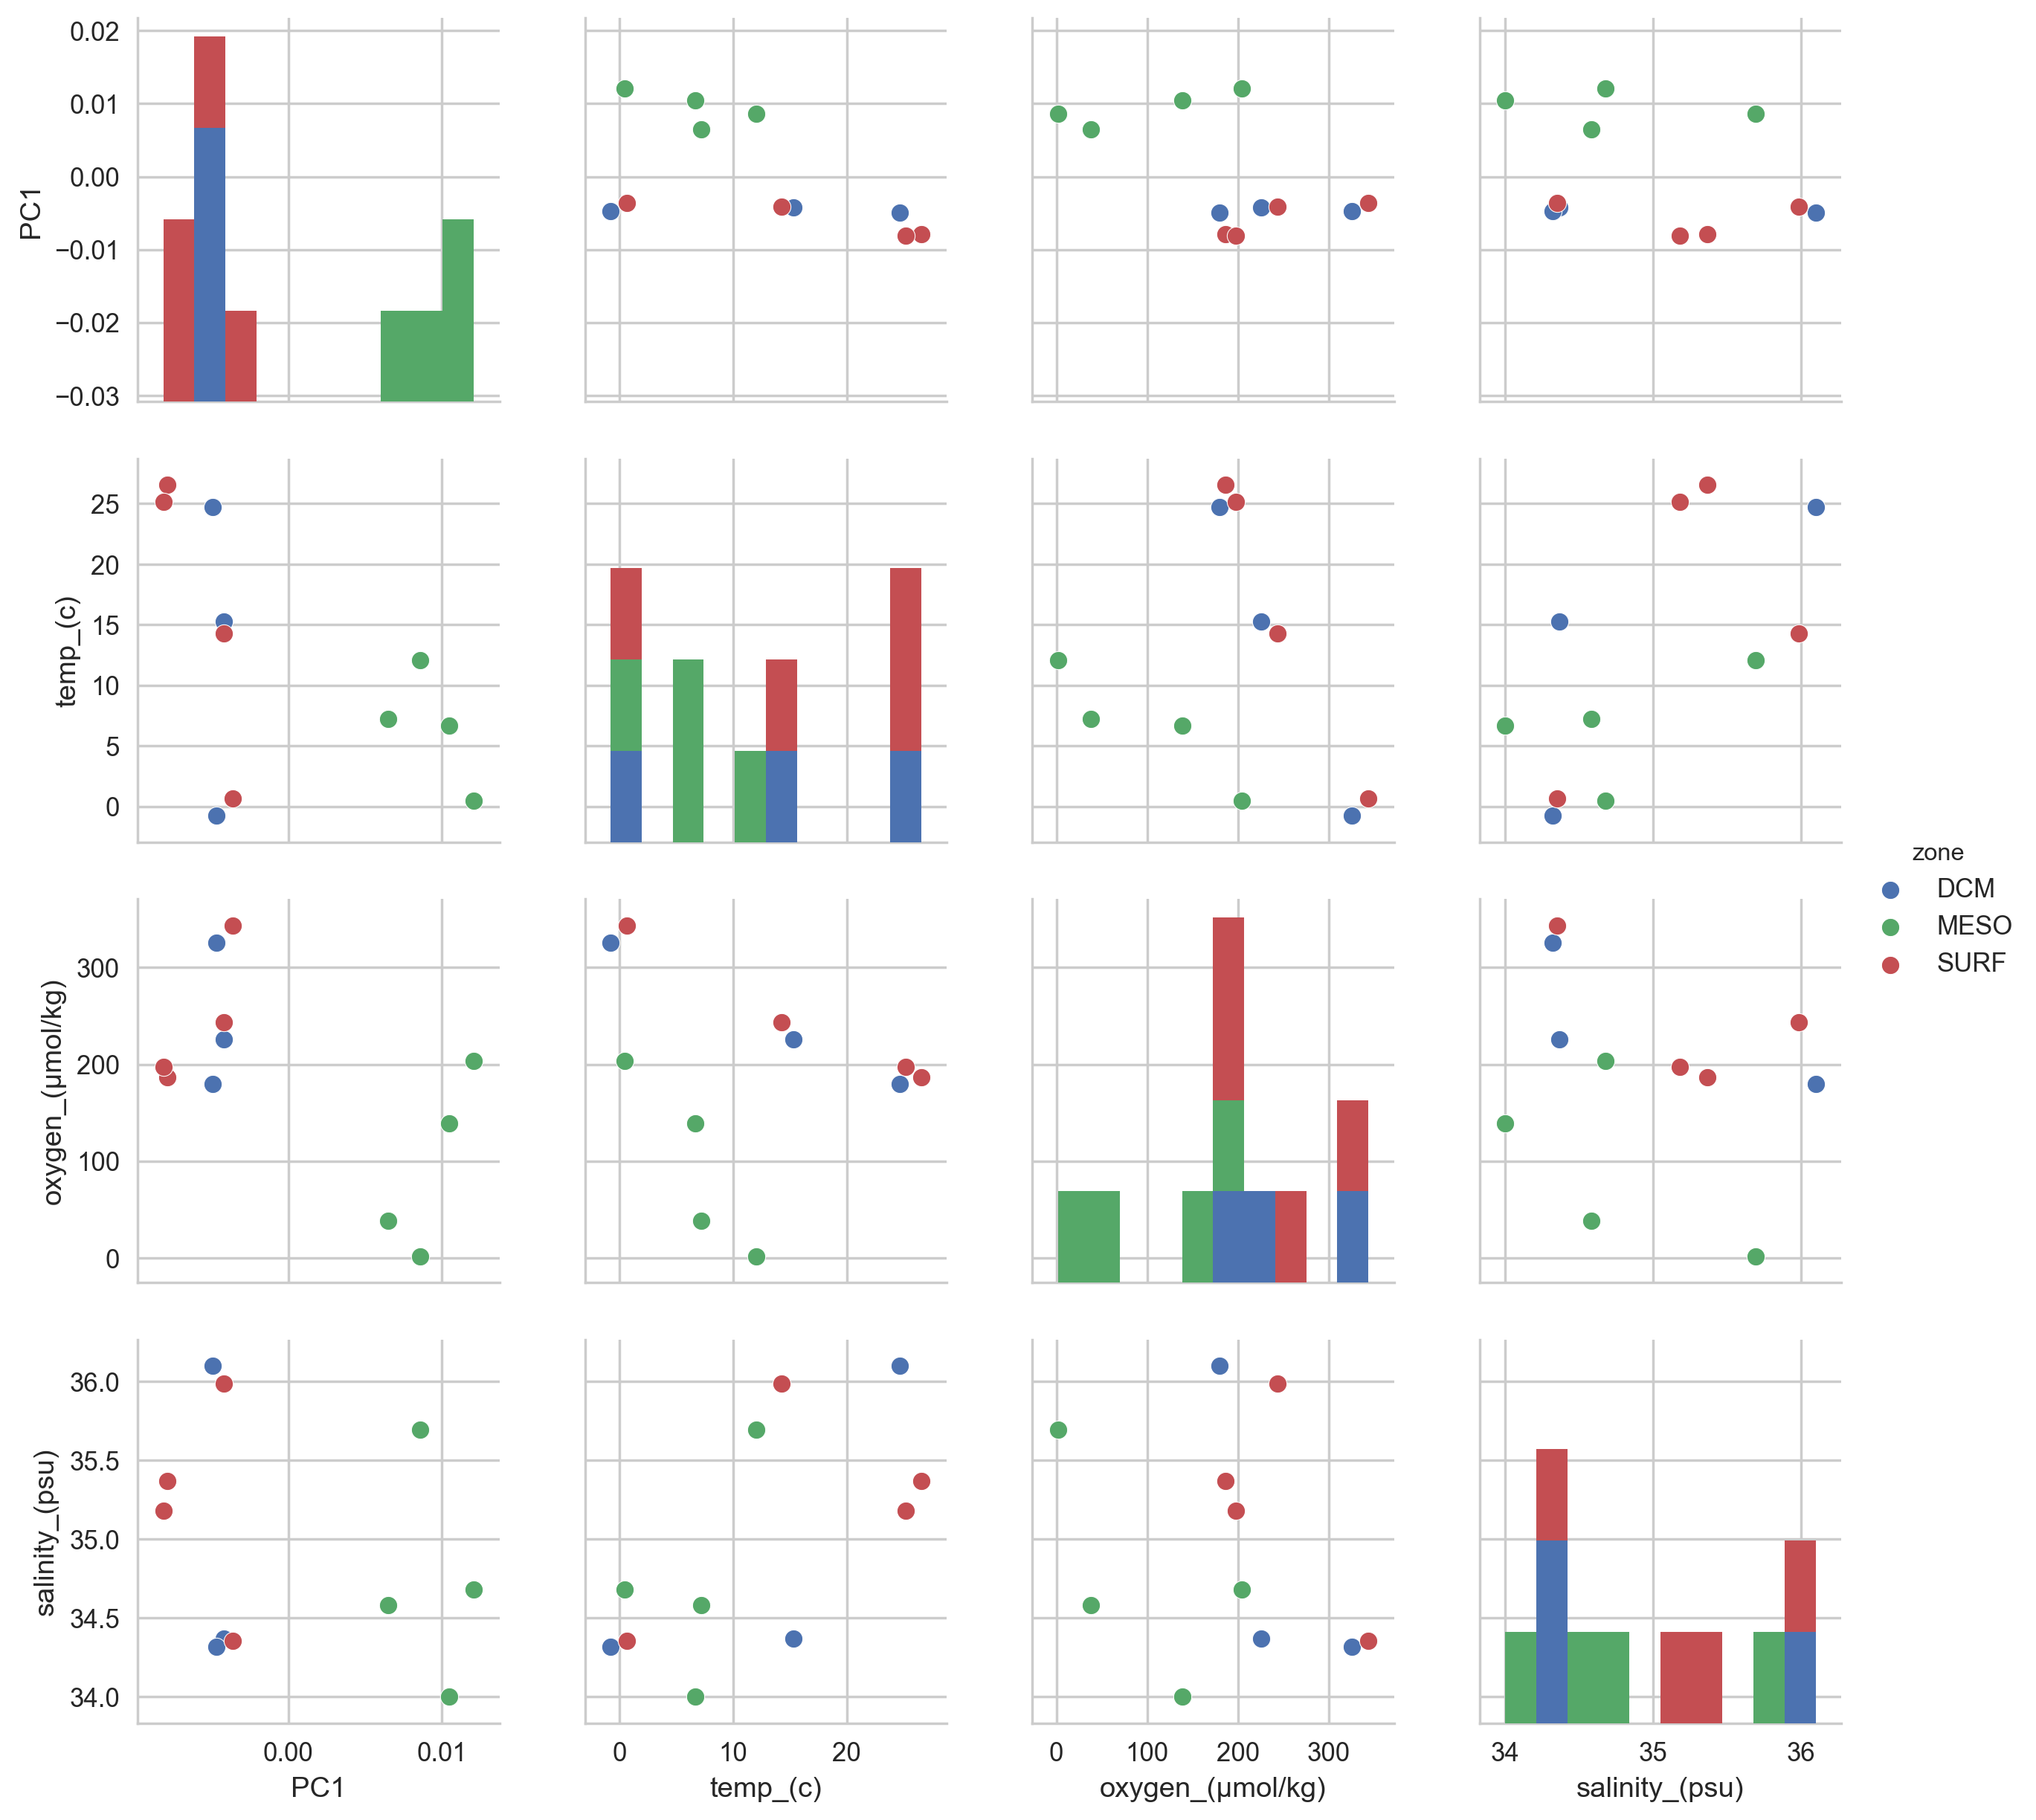 0.02
0.01
0.00
−0.01
−0.02
−0.03
PC1
25
20
15
10
5
0
temp_(c)
zone
DCM
MESO
SURF
300
200
100
0
oxygen_(µmol/kg)
36.0
35.5
35.0
34.5
34.0
salinity_(psu)
0.00 0.01
0 10 20
0 100 200 300
34 35 36
PC1
temp_(c)
oxygen_(µmol/kg)
salinity_(psu)